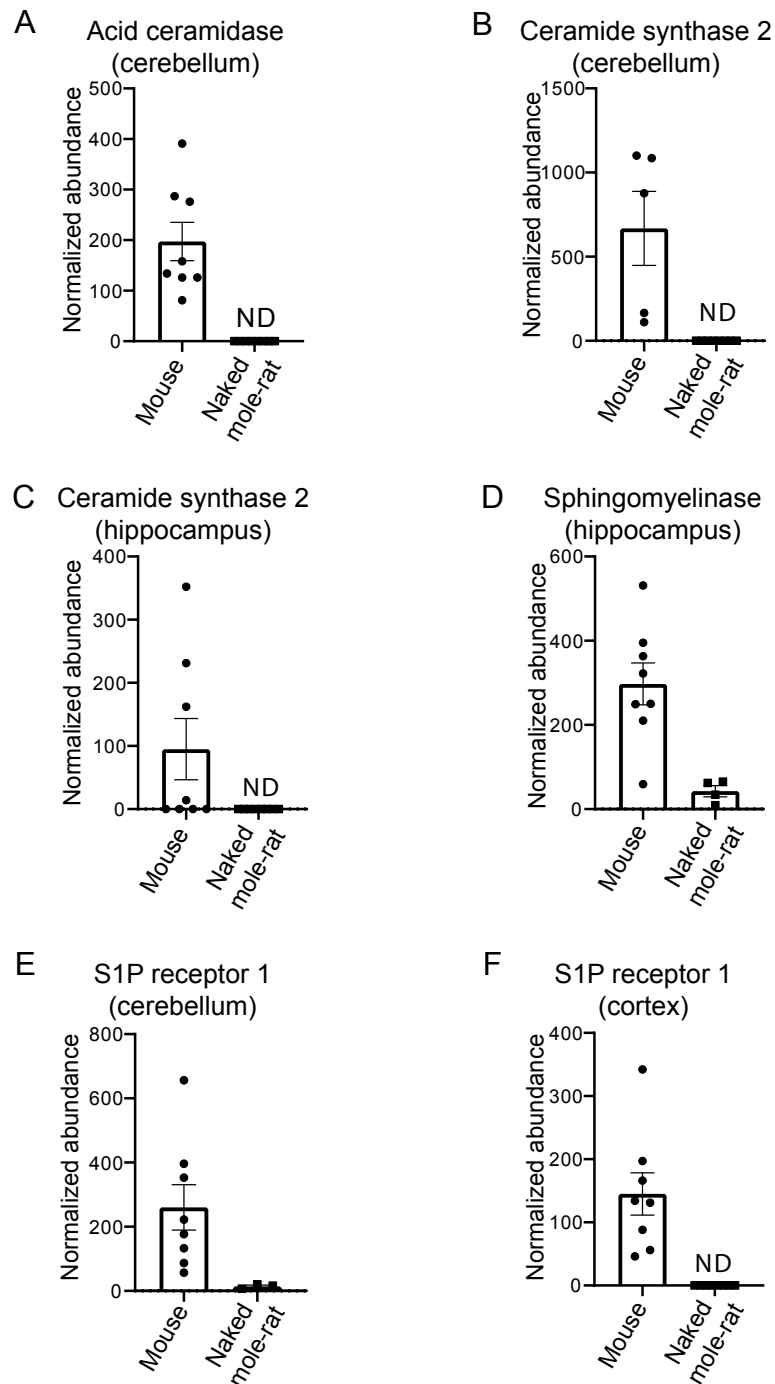 A
Acid ceramidase
(cerebellum)
Normalized abundance
500
400
300
200
100
0
ND
Mouse
Naked
mole-rat
B
Ceramide synthase 2
(cerebellum)
Normalized abundance
1500
1000
500
0
ND
Mouse
Naked
mole-rat
C
Ceramide synthase 2
(hippocampus)
Normalized abundance
400
300
200
100
0
ND
Mouse
Naked
mole-rat
D
Sphingomyelinase
(hippocampus)
Normalized abundance
600
400
200
0
Mouse
Naked
mole-rat
E
S1P receptor 1
(cerebellum)
Normalized abundance
800
600
400
200
0
Mouse
Naked
mole-rat
F
S1P receptor 1
(cortex)
Normalized abundance
400
300
200
100
0
ND
Mouse
Naked
mole-rat